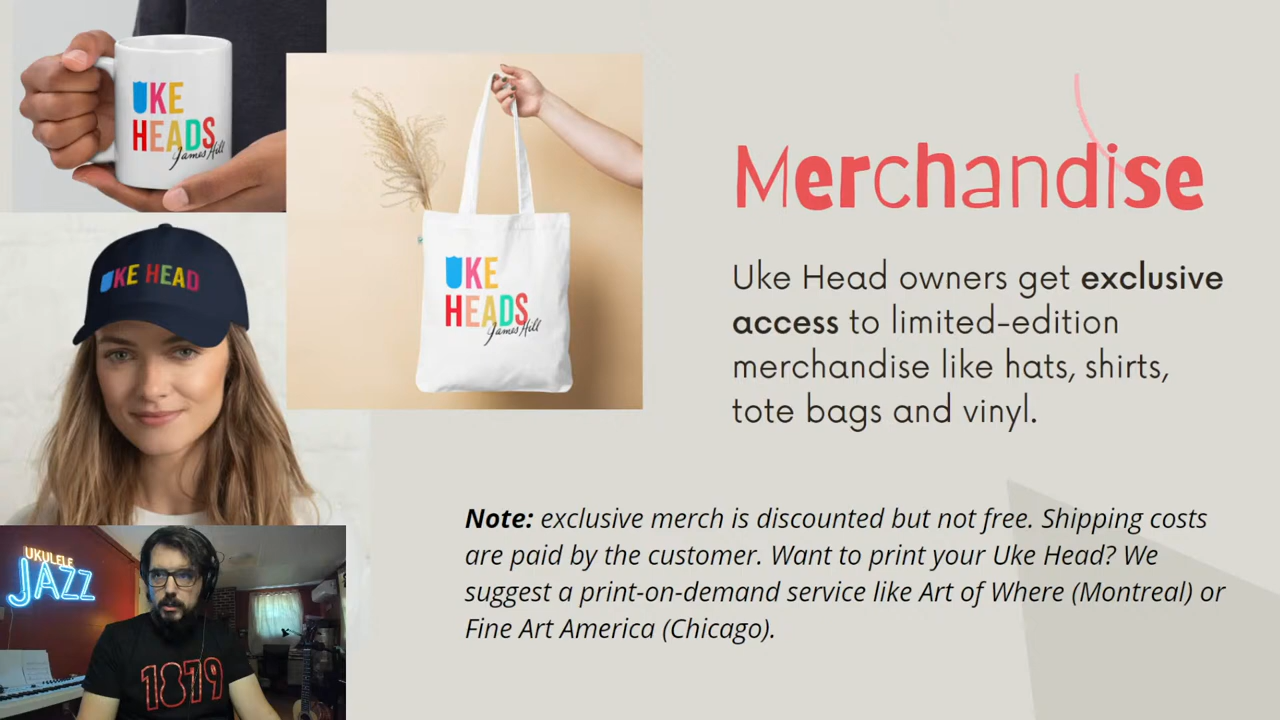 UKE
HEADS
James Hill
UKE
HEADS
James Hill
UKE HEAD
Merchandise
Uke Head owners get exclusive
access to limited-edition
merchandise like hats, shirts,
tote bags and vinyl.
Note: exclusive merch is discounted but not free. Shipping costs
are paid by the customer. Want to print your Uke Head? We
suggest a print-on-demand service like Art of Where (Montreal) or
Fine Art America (Chicago).
UKULELE
JAZZ
1879